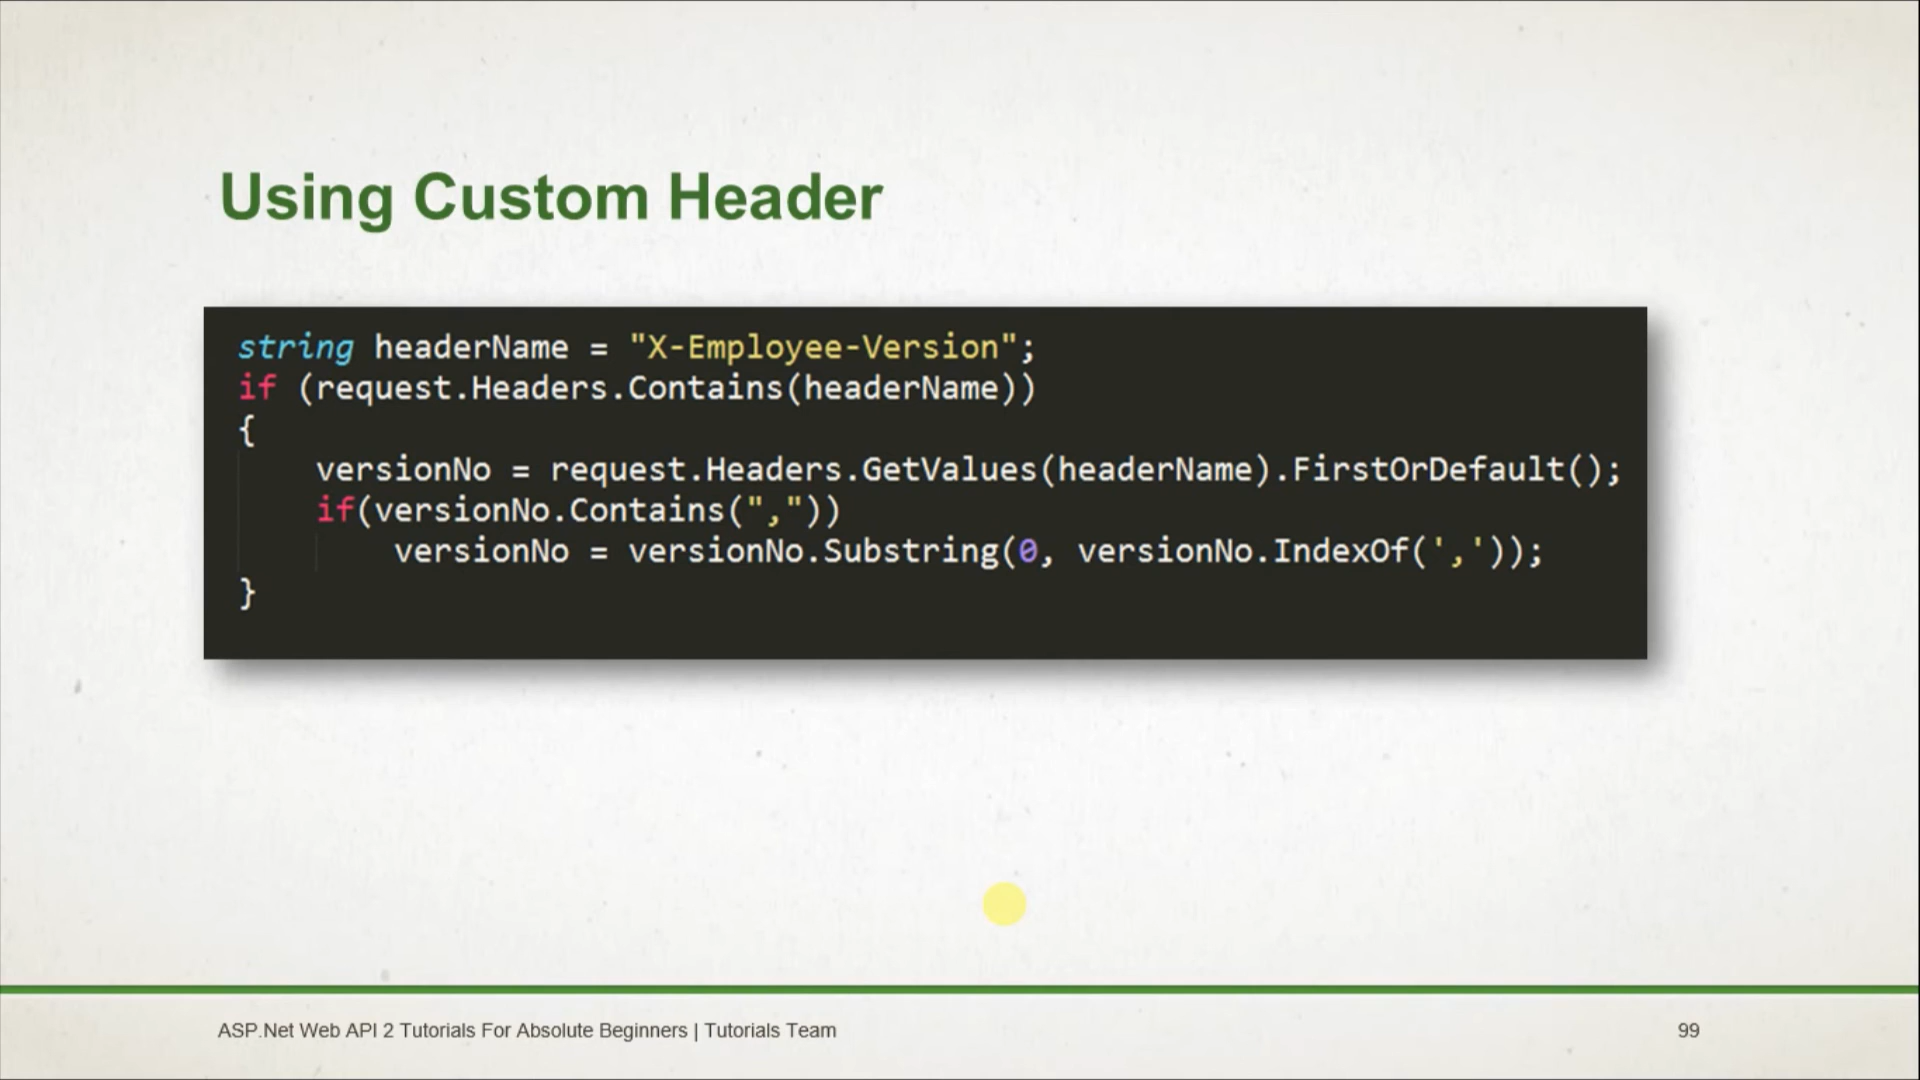 Using Custom Header
string headerName = "X-Employee-Version";
if (request.Headers.Contains(headerName))
{
    versionNo = request.Headers.GetValues(headerName).FirstOrDefault();
    if(versionNo.Contains(","))
        versionNo = versionNo.Substring(0, versionNo.IndexOf(','));
}
ASP.Net Web API 2 Tutorials For Absolute Beginners | Tutorials Team
99